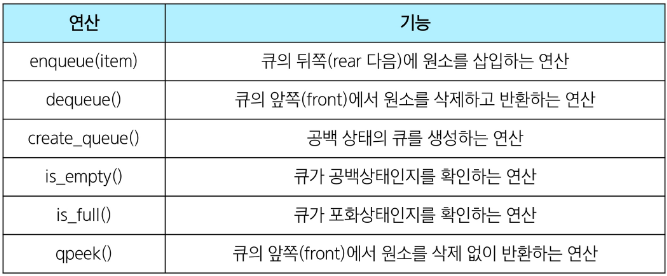 연산 기능
enqueue(item) 큐의 뒤쪽(rear 다음)에 원소를 삽입하는 연산
dequeue() 큐의 앞쪽(front)에서 원소를 삭제하고 반환하는 연산
create_queue() 공백 상태의 큐를 생성하는 연산
is_empty() 큐가 공백상태인지를 확인하는 연산
is_full() 큐가 포화상태인지를 확인하는 연산
qpeek() 큐의 앞쪽(front)에서 원소를 삭제 없이 반환하는 연산